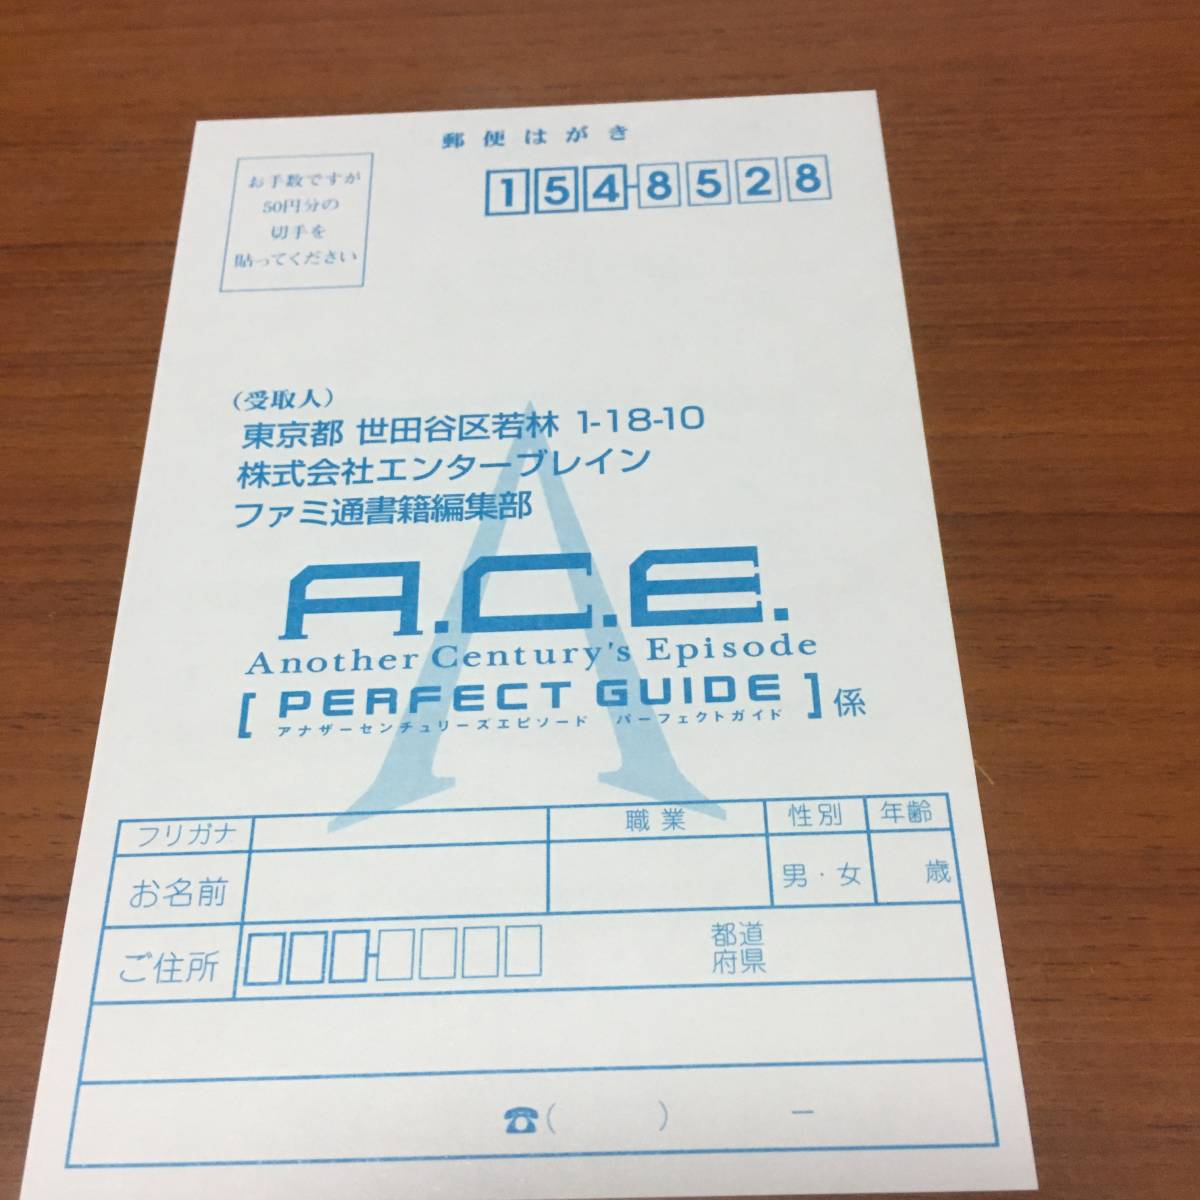 郵便はがき
お手数ですが
50円分の
切手を
貼ってください
154-8528
(受取人)
東京都 世田谷区若林 1-18-10
株式会社エンターブレイン
ファミ通書籍編集部
A.C.E.
Another Century's Episode
[PERFECT GUIDE]係
アナザーセンチュリーズエピソード パーフェクトガイド
フリガナ 職業 性別 年齢
お名前 男・女 歳
ご住所 都道
府県
☎( ) －